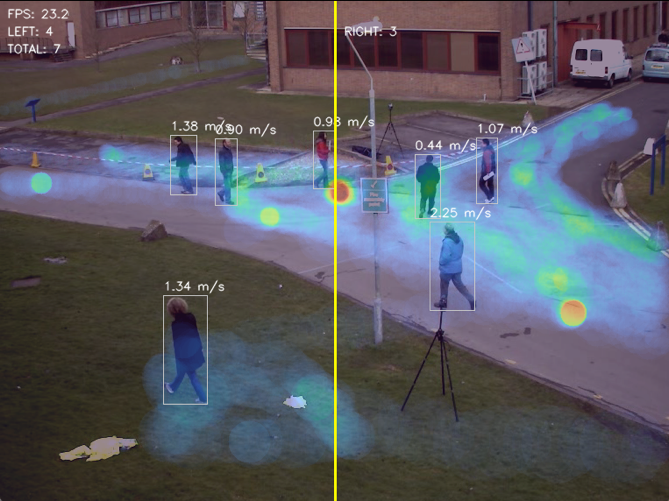 FPS: 23.2
LEFT: 4
TOTAL: 7
RIGHT: 3
1.38 m/s
0.90 m/s
0.93 m/s
0.44 m/s
1.07 m/s
2.25 m/s
1.34 m/s